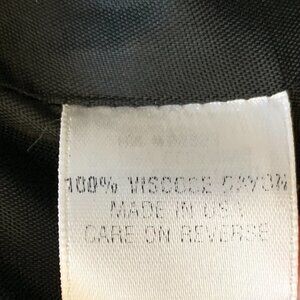 100% VISCOSE RAYON
MADE IN USA
CARE ON REVERSE